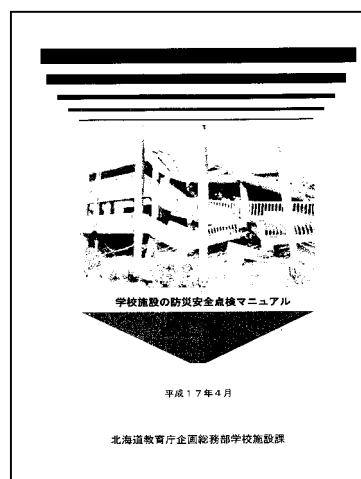 学校施設の防災安全点検マニュアル
平成17年4月
北海道教育庁企画総務部学校施設課